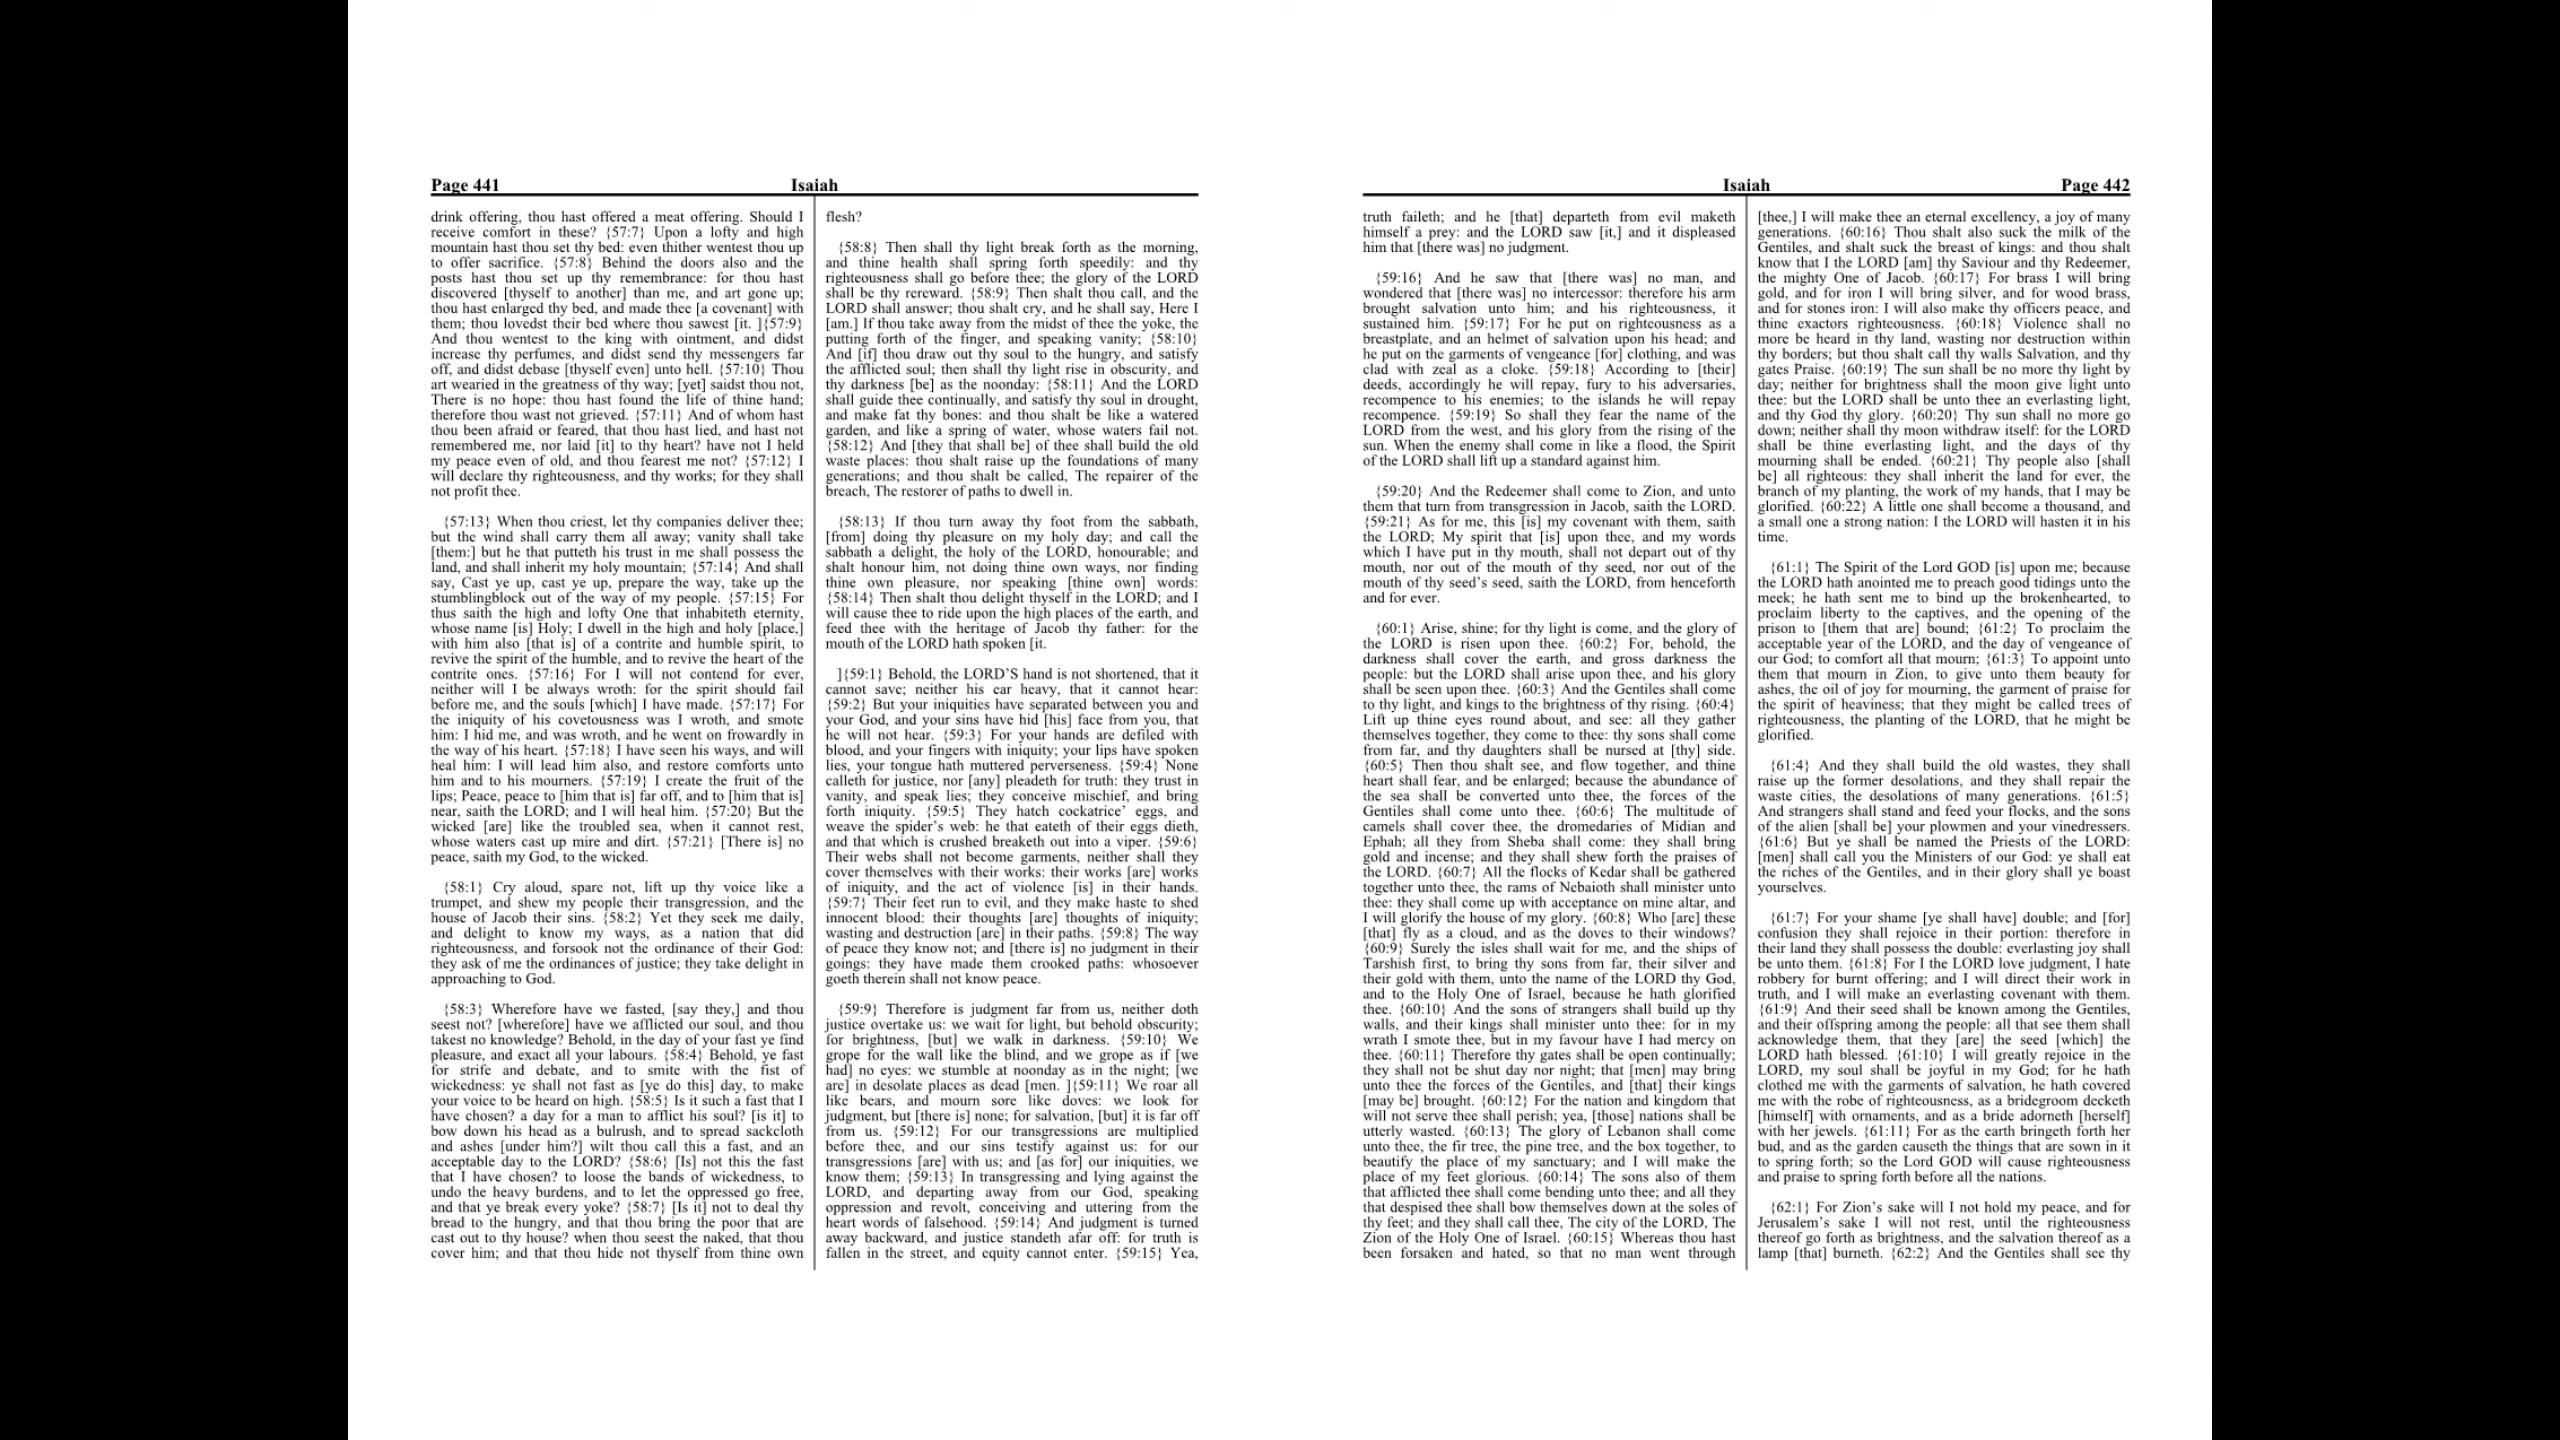 Page 441
Isaiah
drink offering, thou hast offered a meat offering. Should I
receive comfort in these? {57:7} Upon a lofty and high
mountain hast thou set thy bed: even thither wentest thou up
to offer sacrifice. {57:8} Behind the doors also and the
posts hast thou set up thy remembrance: for thou hast
discovered [thyself to another] than me, and art gone up;
thou hast enlarged thy bed, and made thee [a covenant] with
them; thou lovedst their bed where thou sawest [it. ]{57:9}
And thou wentest to the king with ointment, and didst
increase thy perfumes, and didst send thy messengers far
off, and didst debase [thyself even] unto hell. {57:10} Thou
art wearied in the greatness of thy way; [yet] saidst thou not,
There is no hope: thou hast found the life of thine hand;
therefore thou wast not grieved. {57:11} And of whom hast
thou been afraid or feared, that thou hast lied, and hast not
remembered me, nor laid [it] to thy heart? have not I held
my peace even of old, and thou fearest me not? {57:12} I
will declare thy righteousness, and thy works; for they shall
not profit thee.
{57:13} When thou criest, let thy companies deliver thee;
but the wind shall carry them all away; vanity shall take
[them:] but he that putteth his trust in me shall possess the
land, and shall inherit my holy mountain; {57:14} And shall
say, Cast ye up, cast ye up, prepare the way, take up the
stumblingblock out of the way of my people. {57:15} For
thus saith the high and lofty One that inhabiteth eternity,
whose name [is] Holy; I dwell in the high and holy [place,]
with him also [that is] of a contrite and humble spirit, to
revive the spirit of the humble, and to revive the heart of the
contrite ones. {57:16} For I will not contend for ever,
neither will I be always wroth: for the spirit should fail
before me, and the souls [which] I have made. {57:17} For
the iniquity of his covetousness was I wroth, and smote
him: I hid me, and was wroth, and he went on frowardly in
the way of his heart. {57:18} I have seen his ways, and will
heal him: I will lead him also, and restore comforts unto
him and to his mourners. {57:19} I create the fruit of the
lips; Peace, peace to [him that is] far off, and to [him that is]
near, saith the LORD; and I will heal him. {57:20} But the
wicked [are] like the troubled sea, when it cannot rest,
whose waters cast up mire and dirt. {57:21} [There is] no
peace, saith my God, to the wicked.
{58:1} Cry aloud, spare not, lift up thy voice like a
trumpet, and shew my people their transgression, and the
house of Jacob their sins. {58:2} Yet they seek me daily,
and delight to know my ways, as a nation that did
righteousness, and forsook not the ordinance of their God:
they ask of me the ordinances of justice; they take delight in
approaching to God.
{58:3} Wherefore have we fasted, [say they,] and thou
seest not? [wherefore] have we afflicted our soul, and thou
takest no knowledge? Behold, in the day of your fast ye find
pleasure, and exact all your labours. {58:4} Behold, ye fast
for strife and debate, and to smite with the fist of
wickedness: ye shall not fast as [ye do this] day, to make
your voice to be heard on high. {58:5} Is it such a fast that I
have chosen? a day for a man to afflict his soul? [is it] to
bow down his head as a bulrush, and to spread sackcloth
and ashes [under him?] wilt thou call this a fast, and an
acceptable day to the LORD? {58:6} [Is] not this the fast
that I have chosen? to loose the bands of wickedness, to
undo the heavy burdens, and to let the oppressed go free,
and that ye break every yoke? {58:7} [Is it] not to deal thy
bread to the hungry, and that thou bring the poor that are
cast out to thy house? when thou seest the naked, that thou
cover him; and that thou hide not thyself from thine own
flesh?
{58:8} Then shall thy light break forth as the morning,
and thine health shall spring forth speedily: and thy
righteousness shall go before thee; the glory of the LORD
shall be thy rereward. {58:9} Then shalt thou call, and the
LORD shall answer; thou shalt cry, and he shall say, Here I
[am.] If thou take away from the midst of thee the yoke, the
putting forth of the finger, and speaking vanity; {58:10}
And [if] thou draw out thy soul to the hungry, and satisfy
the afflicted soul; then shall thy light rise in obscurity, and
thy darkness [be] as the noonday: {58:11} And the LORD
shall guide thee continually, and satisfy thy soul in drought,
and make fat thy bones: and thou shalt be like a watered
garden, and like a spring of water, whose waters fail not.
{58:12} And [they that shall be] of thee shall build the old
waste places: thou shalt raise up the foundations of many
generations; and thou shalt be called, The repairer of the
breach, The restorer of paths to dwell in.
{58:13} If thou turn away thy foot from the sabbath,
[from] doing thy pleasure on my holy day; and call the
sabbath a delight, the holy of the LORD, honourable; and
shalt honour him, not doing thine own ways, nor finding
thine own pleasure, nor speaking [thine own] words:
{58:14} Then shalt thou delight thyself in the LORD; and I
will cause thee to ride upon the high places of the earth, and
feed thee with the heritage of Jacob thy father: for the
mouth of the LORD hath spoken [it.
]{59:1} Behold, the LORD’S hand is not shortened, that it
cannot save; neither his ear heavy, that it cannot hear:
{59:2} But your iniquities have separated between you and
your God, and your sins have hid [his] face from you, that
he will not hear. {59:3} For your hands are defiled with
blood, and your fingers with iniquity; your lips have spoken
lies, your tongue hath muttered perverseness. {59:4} None
calleth for justice, nor [any] pleadeth for truth: they trust in
vanity, and speak lies; they conceive mischief, and bring
forth iniquity. {59:5} They hatch cockatrice’ eggs, and
weave the spider’s web: he that eateth of their eggs dieth,
and that which is crushed breaketh out into a viper. {59:6}
Their webs shall not become garments, neither shall they
cover themselves with their works: their works [are] works
of iniquity, and the act of violence [is] in their hands.
{59:7} Their feet run to evil, and they make haste to shed
innocent blood: their thoughts [are] thoughts of iniquity;
wasting and destruction [are] in their paths. {59:8} The way
of peace they know not; and [there is] no judgment in their
goings: they have made them crooked paths: whosoever
goeth therein shall not know peace.
{59:9} Therefore is judgment far from us, neither doth
justice overtake us: we wait for light, but behold obscurity;
for brightness, [but] we walk in darkness. {59:10} We
grope for the wall like the blind, and we grope as if [we
had] no eyes: we stumble at noonday as in the night; [we
are] in desolate places as dead [men. ]{59:11} We roar all
like bears, and mourn sore like doves: we look for
judgment, but [there is] none; for salvation, [but] it is far off
from us. {59:12} For our transgressions are multiplied
before thee, and our sins testify against us: for our
transgressions [are] with us; and [as for] our iniquities, we
know them; {59:13} In transgressing and lying against the
LORD, and departing away from our God, speaking
oppression and revolt, conceiving and uttering from the
heart words of falsehood. {59:14} And judgment is turned
away backward, and justice standeth afar off: for truth is
fallen in the street, and equity cannot enter. {59:15} Yea,
Isaiah
Page 442
truth faileth; and he [that] departeth from evil maketh
himself a prey: and the LORD saw [it,] and it displeased
him that [there was] no judgment.
{59:16} And he saw that [there was] no man, and
wondered that [there was] no intercessor: therefore his arm
brought salvation unto him; and his righteousness, it
sustained him. {59:17} For he put on righteousness as a
breastplate, and an helmet of salvation upon his head; and
he put on the garments of vengeance [for] clothing, and was
clad with zeal as a cloke. {59:18} According to [their]
deeds, accordingly he will repay, fury to his adversaries,
recompence to his enemies; to the islands he will repay
recompence. {59:19} So shall they fear the name of the
LORD from the west, and his glory from the rising of the
sun. When the enemy shall come in like a flood, the Spirit
of the LORD shall lift up a standard against him.
{59:20} And the Redeemer shall come to Zion, and unto
them that turn from transgression in Jacob, saith the LORD.
{59:21} As for me, this [is] my covenant with them, saith
the LORD; My spirit that [is] upon thee, and my words
which I have put in thy mouth, shall not depart out of thy
mouth, nor out of the mouth of thy seed, nor out of the
mouth of thy seed’s seed, saith the LORD, from henceforth
and for ever.
{60:1} Arise, shine; for thy light is come, and the glory of
the LORD is risen upon thee. {60:2} For, behold, the
darkness shall cover the earth, and gross darkness the
people: but the LORD shall arise upon thee, and his glory
shall be seen upon thee. {60:3} And the Gentiles shall come
to thy light, and kings to the brightness of thy rising. {60:4}
Lift up thine eyes round about, and see: all they gather
themselves together, they come to thee: thy sons shall come
from far, and thy daughters shall be nursed at [thy] side.
{60:5} Then thou shalt see, and flow together, and thine
heart shall fear, and be enlarged; because the abundance of
the sea shall be converted unto thee, the forces of the
Gentiles shall come unto thee. {60:6} The multitude of
camels shall cover thee, the dromedaries of Midian and
Ephah; all they from Sheba shall come: they shall bring
gold and incense; and they shall shew forth the praises of
the LORD. {60:7} All the flocks of Kedar shall be gathered
together unto thee, the rams of Nebaioth shall minister unto
thee: they shall come up with acceptance on mine altar, and
I will glorify the house of my glory. {60:8} Who [are] these
[that] fly as a cloud, and as the doves to their windows?
{60:9} Surely the isles shall wait for me, and the ships of
Tarshish first, to bring thy sons from far, their silver and
their gold with them, unto the name of the LORD thy God,
and to the Holy One of Israel, because he hath glorified
thee. {60:10} And the sons of strangers shall build up thy
walls, and their kings shall minister unto thee: for in my
wrath I smote thee, but in my favour have I had mercy on
thee. {60:11} Therefore thy gates shall be open continually;
they shall not be shut day nor night; that [men] may bring
unto thee the forces of the Gentiles, and [that] their kings
[may be] brought. {60:12} For the nation and kingdom that
will not serve thee shall perish; yea, [those] nations shall be
utterly wasted. {60:13} The glory of Lebanon shall come
unto thee, the fir tree, the pine tree, and the box together, to
beautify the place of my sanctuary; and I will make the
place of my feet glorious. {60:14} The sons also of them
that afflicted thee shall come bending unto thee; and all they
that despised thee shall bow themselves down at the soles of
thy feet; and they shall call thee, The city of the LORD, The
Zion of the Holy One of Israel. {60:15} Whereas thou hast
been forsaken and hated, so that no man went through
[thee,] I will make thee an eternal excellency, a joy of many
generations. {60:16} Thou shalt also suck the milk of the
Gentiles, and shalt suck the breast of kings: and thou shalt
know that I the LORD [am] thy Saviour and thy Redeemer,
the mighty One of Jacob. {60:17} For brass I will bring
gold, and for iron I will bring silver, and for wood brass,
and for stones iron: I will also make thy officers peace, and
thine exactors righteousness. {60:18} Violence shall no
more be heard in thy land, wasting nor destruction within
thy borders; but thou shalt call thy walls Salvation, and thy
gates Praise. {60:19} The sun shall be no more thy light by
day; neither for brightness shall the moon give light unto
thee: but the LORD shall be unto thee an everlasting light,
and thy God thy glory. {60:20} Thy sun shall no more go
down; neither shall thy moon withdraw itself: for the LORD
shall be thine everlasting light, and the days of thy
mourning shall be ended. {60:21} Thy people also [shall
be] all righteous: they shall inherit the land for ever, the
branch of my planting, the work of my hands, that I may be
glorified. {60:22} A little one shall become a thousand, and
a small one a strong nation: I the LORD will hasten it in his
time.
{61:1} The Spirit of the Lord GOD [is] upon me; because
the LORD hath anointed me to preach good tidings unto the
meek; he hath sent me to bind up the brokenhearted, to
proclaim liberty to the captives, and the opening of the
prison to [them that are] bound; {61:2} To proclaim the
acceptable year of the LORD, and the day of vengeance of
our God; to comfort all that mourn; {61:3} To appoint unto
them that mourn in Zion, to give unto them beauty for
ashes, the oil of joy for mourning, the garment of praise for
the spirit of heaviness; that they might be called trees of
righteousness, the planting of the LORD, that he might be
glorified.
{61:4} And they shall build the old wastes, they shall
raise up the former desolations, and they shall repair the
waste cities, the desolations of many generations. {61:5}
And strangers shall stand and feed your flocks, and the sons
of the alien [shall be] your plowmen and your vinedressers.
{61:6} But ye shall be named the Priests of the LORD:
[men] shall call you the Ministers of our God: ye shall eat
the riches of the Gentiles, and in their glory shall ye boast
yourselves.
{61:7} For your shame [ye shall have] double; and [for]
confusion they shall rejoice in their portion: therefore in
their land they shall possess the double: everlasting joy shall
be unto them. {61:8} For I the LORD love judgment, I hate
robbery for burnt offering; and I will direct their work in
truth, and I will make an everlasting covenant with them.
{61:9} And their seed shall be known among the Gentiles,
and their offspring among the people: all that see them shall
acknowledge them, that they [are] the seed [which] the
LORD hath blessed. {61:10} I will greatly rejoice in the
LORD, my soul shall be joyful in my God; for he hath
clothed me with the garments of salvation, he hath covered
me with the robe of righteousness, as a bridegroom decketh
[himself] with ornaments, and as a bride adorneth [herself]
with her jewels. {61:11} For as the earth bringeth forth her
bud, and as the garden causeth the things that are sown in it
to spring forth; so the Lord GOD will cause righteousness
and praise to spring forth before all the nations.
{62:1} For Zion’s sake will I not hold my peace, and for
Jerusalem’s sake I will not rest, until the righteousness
thereof go forth as brightness, and the salvation thereof as a
lamp [that] burneth. {62:2} And the Gentiles shall see thy